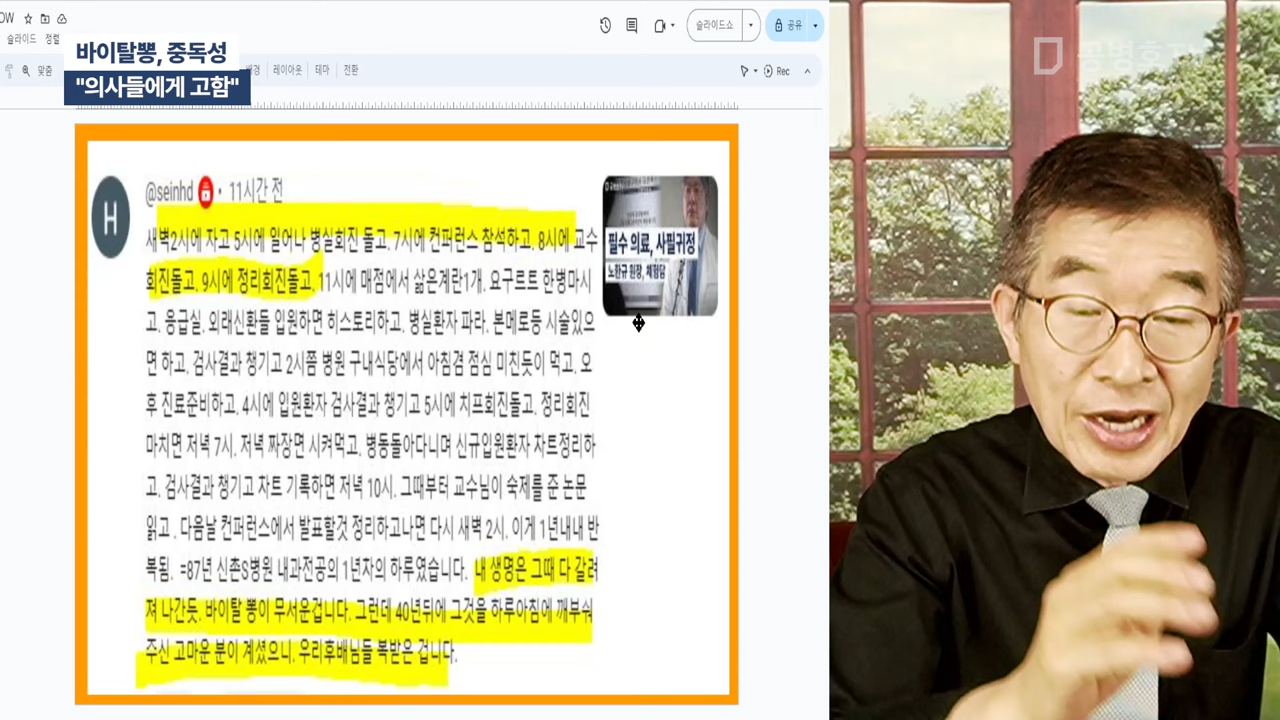 OW
슬라이드 정렬
바이탈뽕, 중독성
"의사들에게 고함"
슬라이드쇼
공유
맞춤
배경 레이아웃 테마 전환
Rec
공병호
H
@seinhd · 11시간 전
새벽2시에 자고 5시에 일어나 병실회진 돌고. 7시에 컨퍼런스 참석하고. 8시에 교수
회진돌고. 9시에 정리회진돌고. 11시에 매점에서 삶은계란1개. 요구르트 한병마시
고. 응급실. 외래신환들 입원하면 히스토리하고. 병실환자 파라. 본메로등 시술있으
면 하고. 검사결과 챙기고 2시쯤 병원 구내식당에서 아침겸 점심 미친듯이 먹고. 오
후 진료준비하고. 4시에 입원환자 검사결과 챙기고 5시에 치프회진돌고. 정리회진
마치면 저녁 7시. 저녁 짜장면 시켜먹고. 병동돌아다니며 신규입원환자 차트정리하
고. 검사결과 챙기고 차트 기록하면 저녁 10시. 그때부터 교수님이 숙제를 준 논문
읽고 . 다음날 컨퍼런스에서 발표할것 정리하고나면 다시 새벽 2시. 이게 1년내내 반
복됨. =87년 신촌S병원 내과전공의 1년자의 하루였습니다. 내 생명은 그때 다 갈려
져 나간듯. 바이탈 뽕이 무서운겁니다. 그런데 40년뒤에 그것을 하루아침에 깨부숴
주신 고마운 분이 계셨으니. 우리후배님들 복받은 겁니다.
필수 의료, 사필귀정
노환규 원장, 체험담